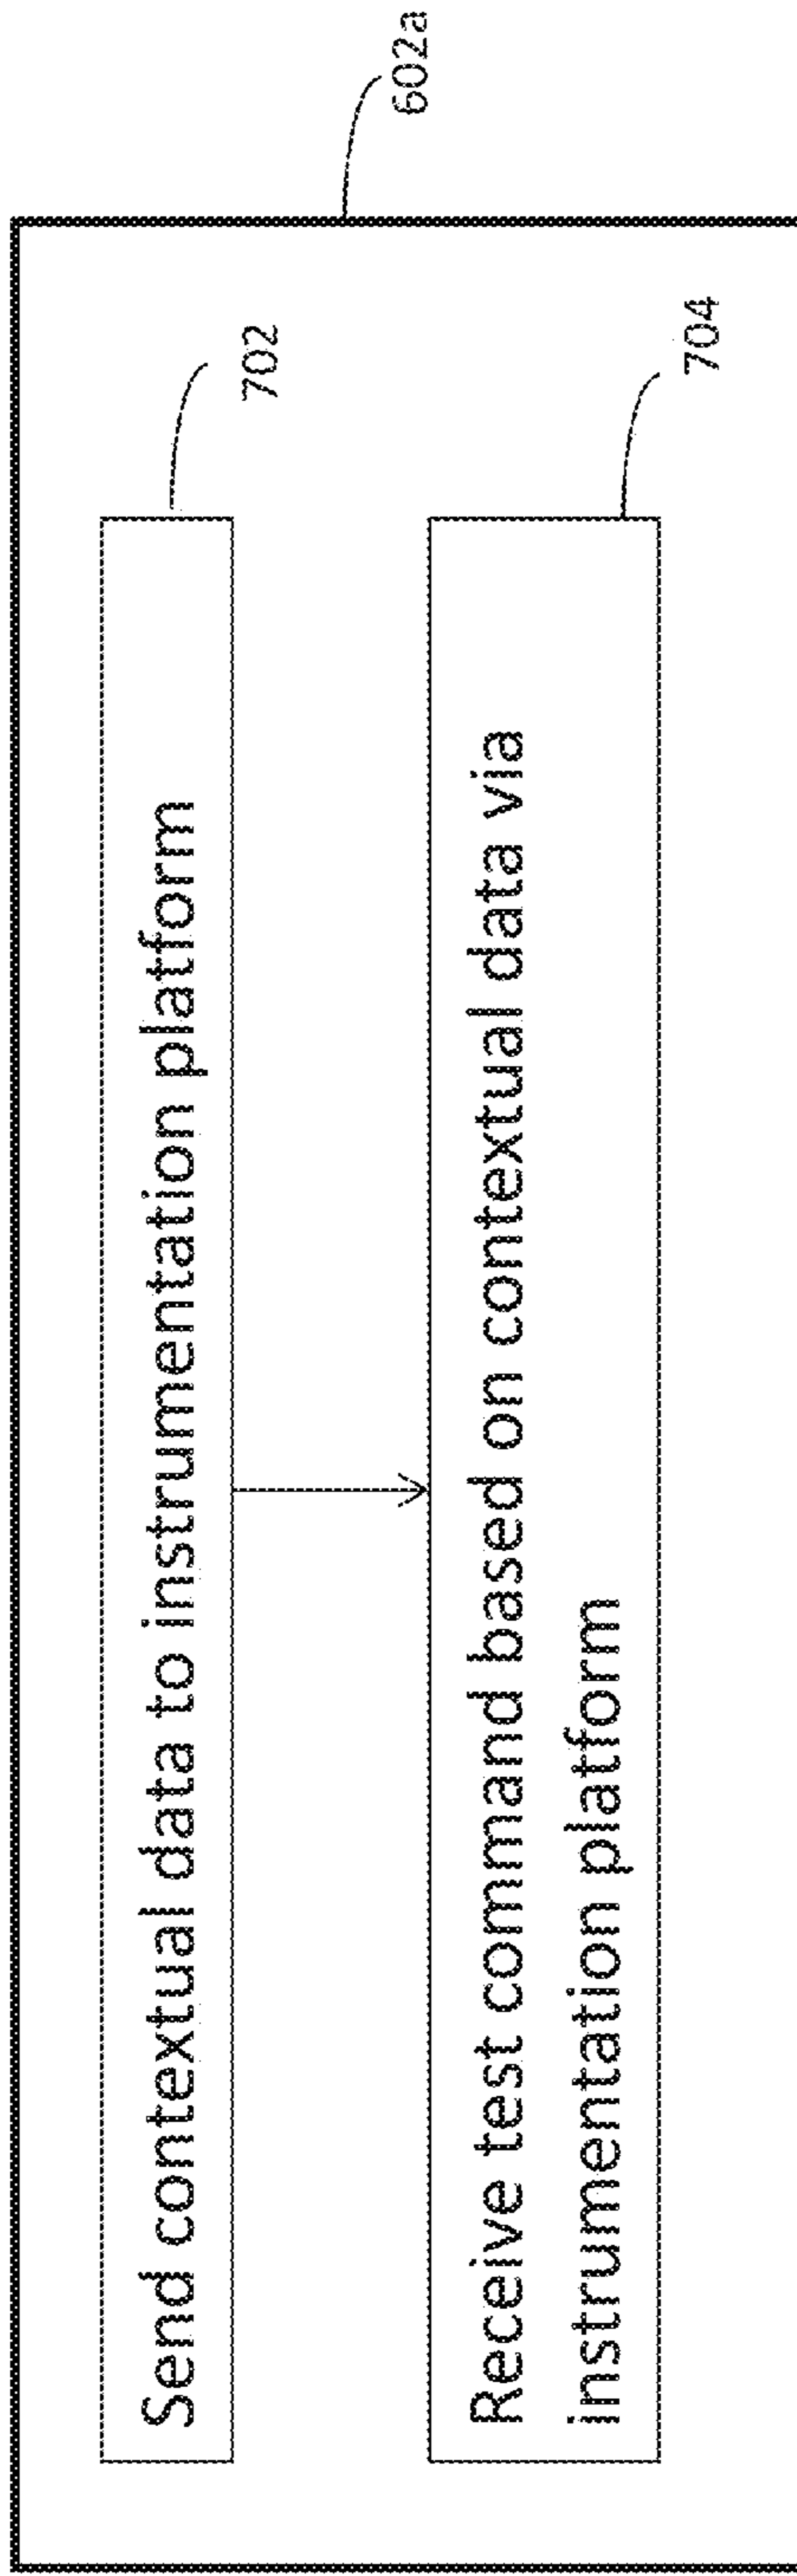 602a
Send contextual data to instrumentation platform
702
Receive test command based on contextual data via
instrumentation platform
704